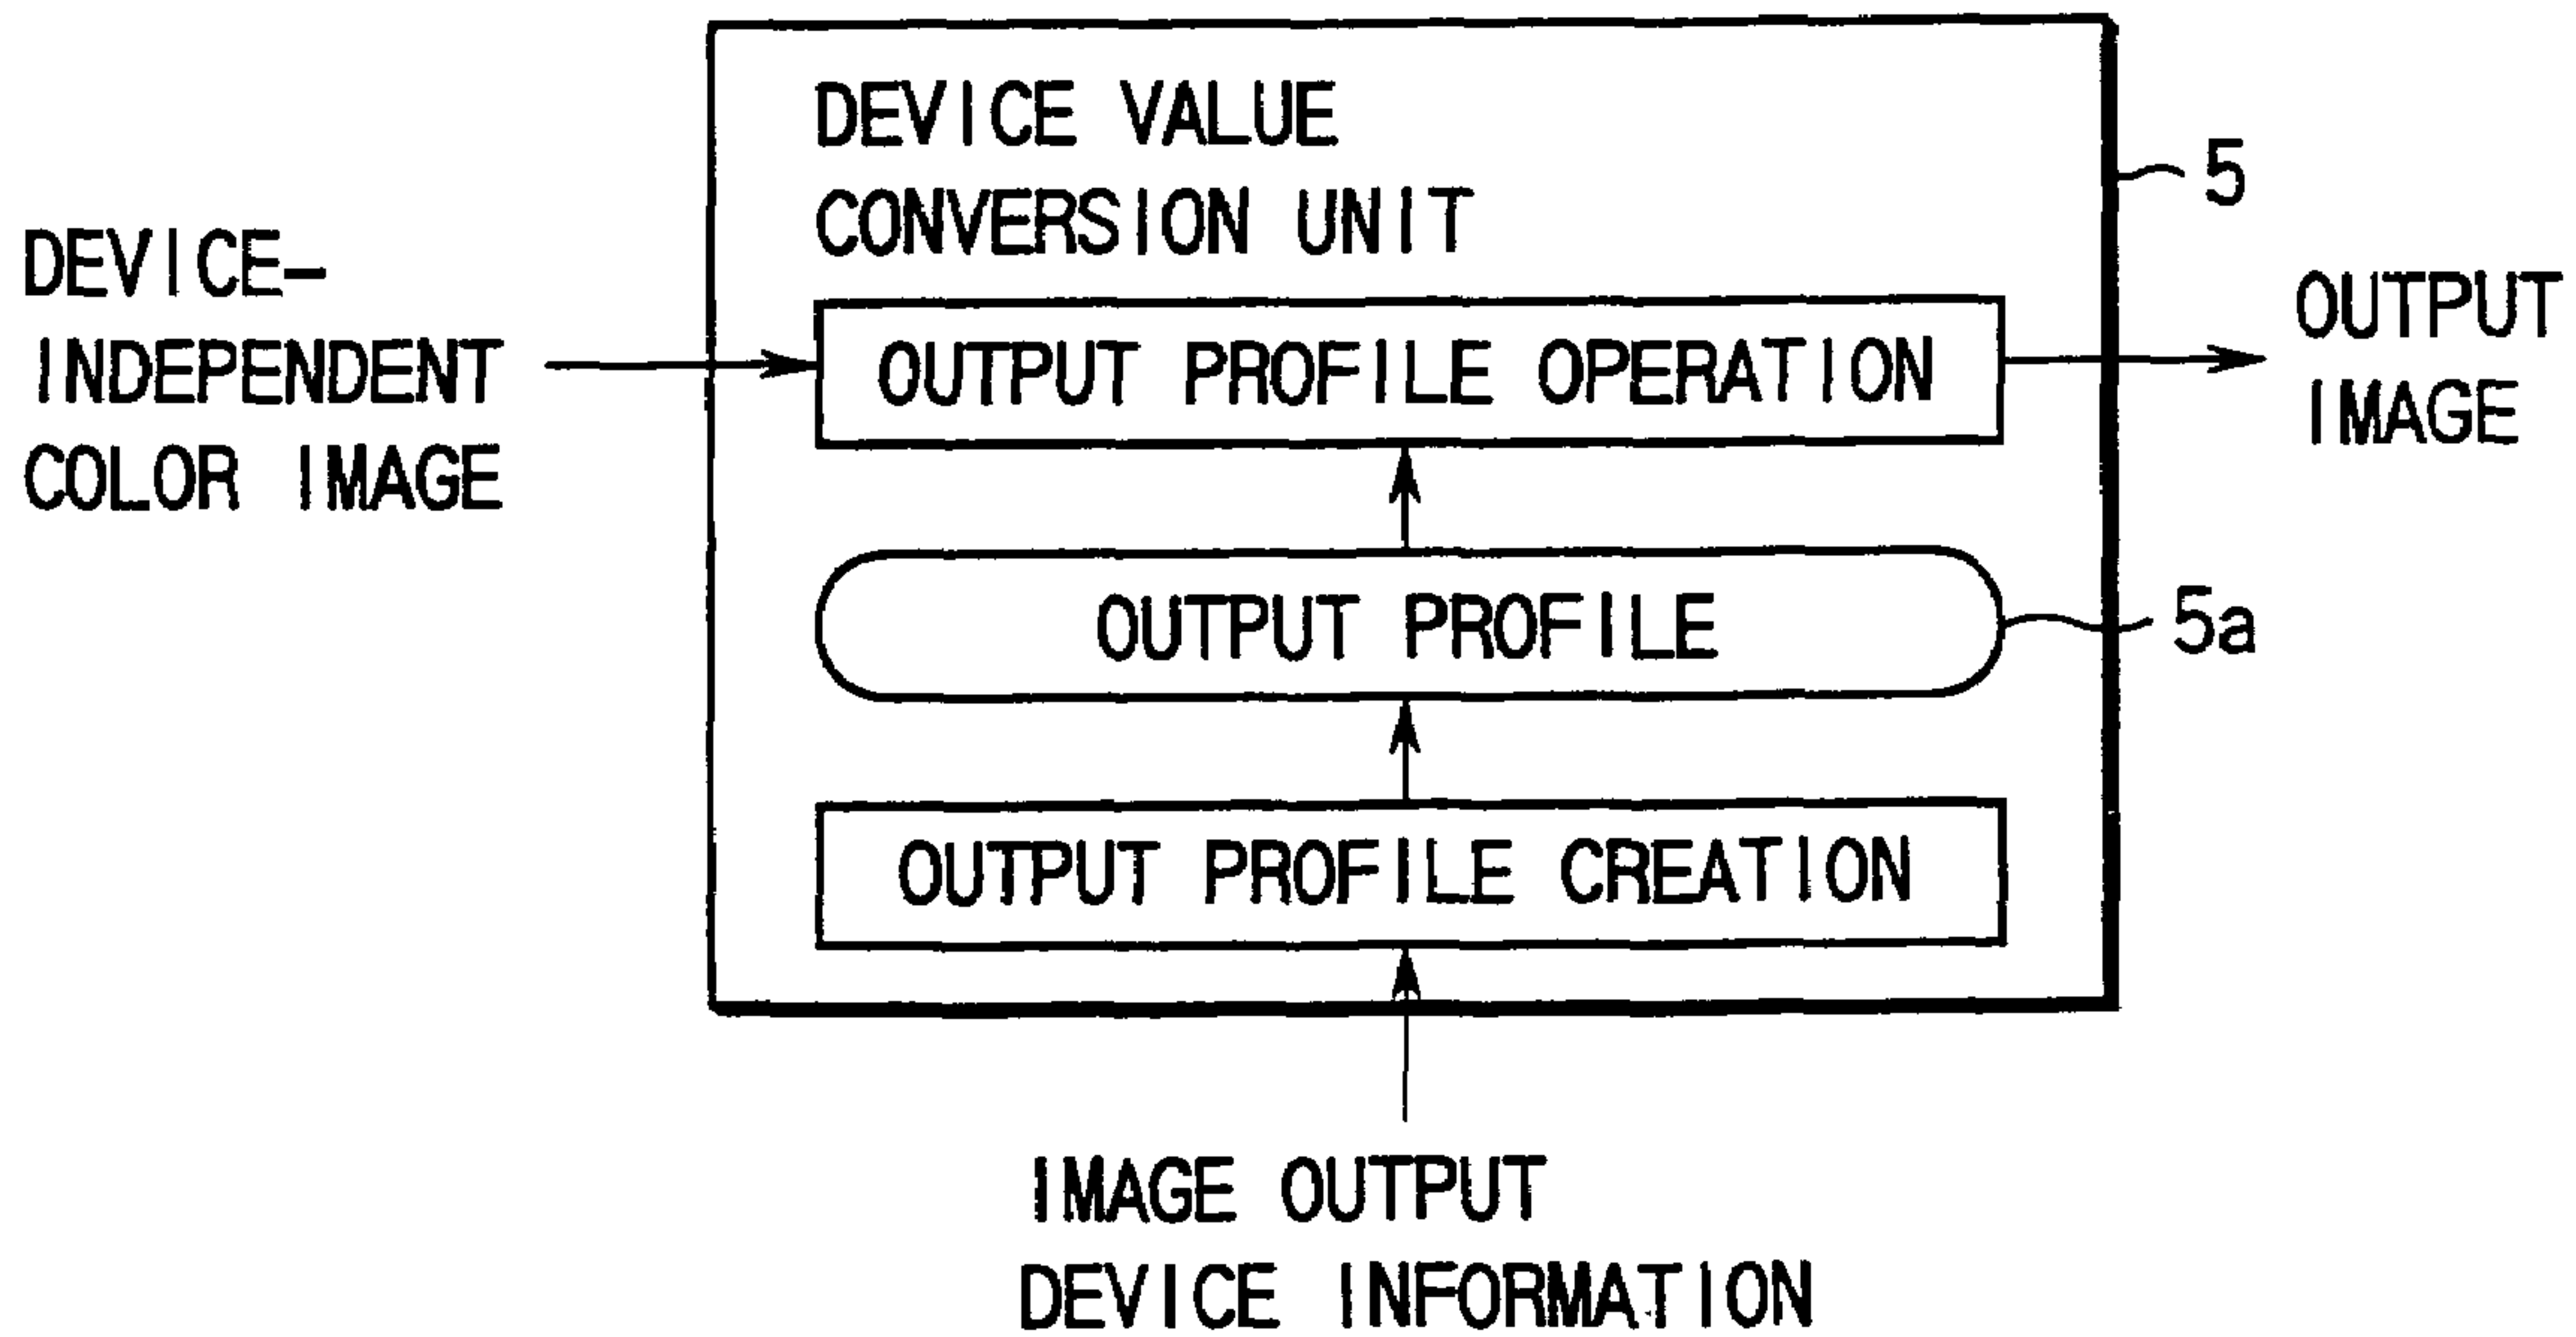 DEVICE VALUE
CONVERSION UNIT
5
DEVICE-
INDEPENDENT
COLOR IMAGE
OUTPUT PROFILE OPERATION
OUTPUT
IMAGE
OUTPUT PROFILE
5a
OUTPUT PROFILE CREATION
IMAGE OUTPUT
DEVICE INFORMATION